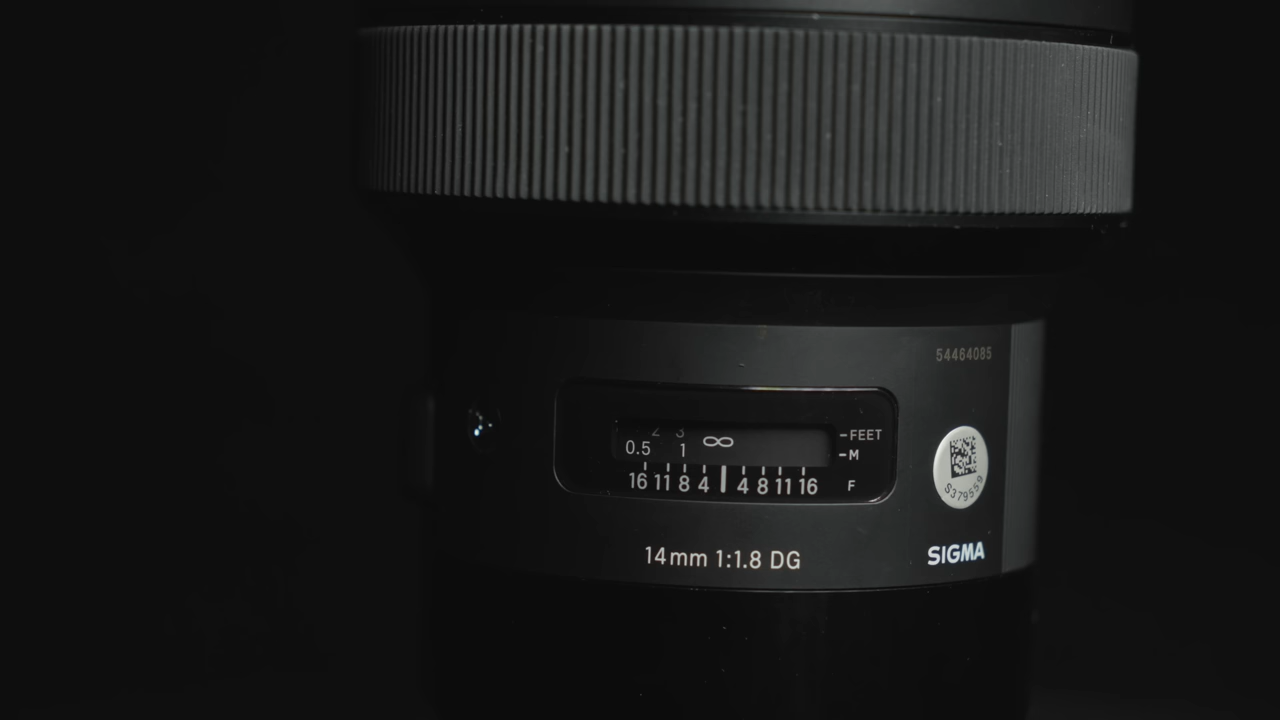 54464085
2 3 ∞ -FEET
0.5 1 -M
16 11 8 4 4 8 11 16 F
S379559
14mm 1:1.8 DG
SIGMA